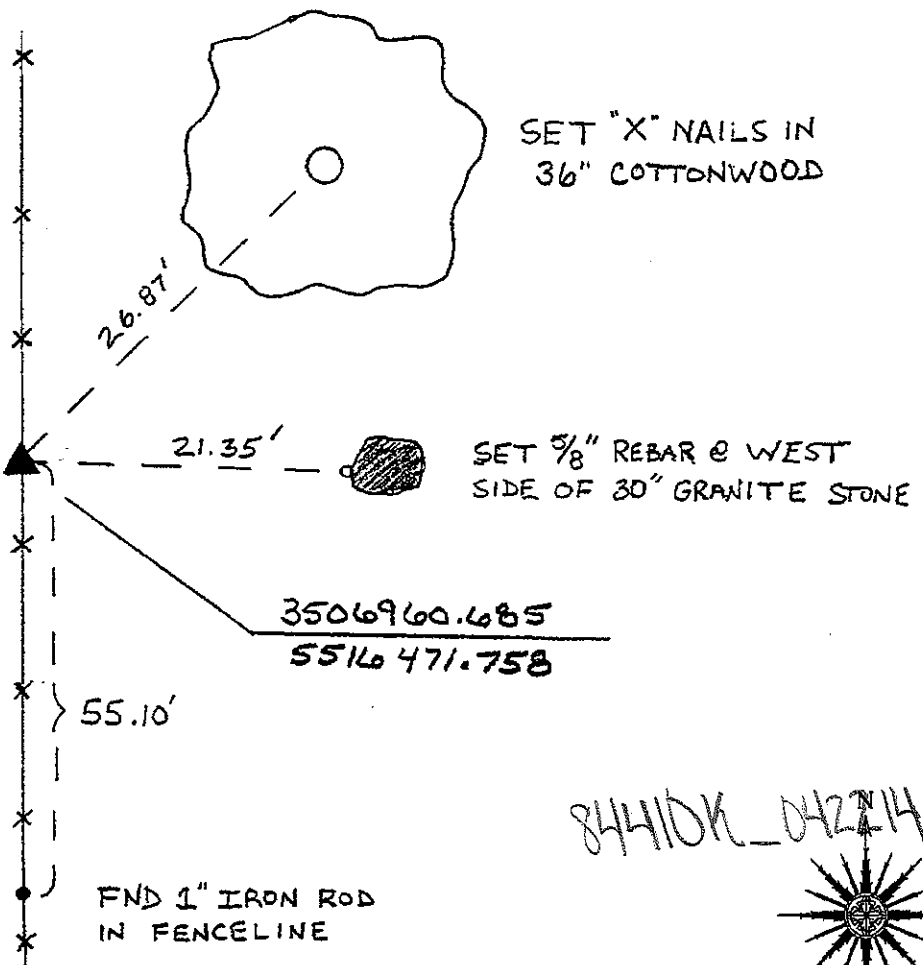 SET "X" NAILS IN
36" COTTONWOOD
26.87'
21.35'
SET 5/8" REBAR @ WEST
SIDE OF 30" GRANITE STONE
3506960.685
5516471.758
55.10'
N
FND 1" IRON ROD
IN FENCELINE